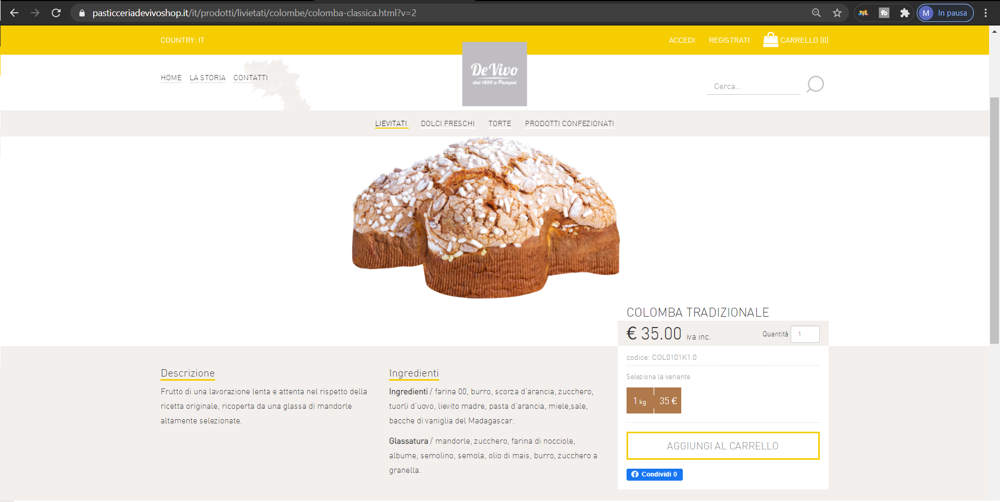 pasticceriadevivoshop.it/it/prodotti/livietati/colombe/colomba-classica.html?v=2
M In pausa
COUNTRY: IT
ACCEDI
REGISTRATI
CARRELLO [0]
HOME
LA STORIA
CONTATTI
De Vivo
dal 1955 a Pompei
Cerca...
LIEVITATI
DOLCI FRESCHI
TORTE
PRODOTTI CONFEZIONATI
COLOMBA TRADIZIONALE
€ 35.00 iva inc.
Quantità 1
codice: COL0101K1.0
Seleziona la variante
1 kg 35 €
AGGIUNGI AL CARRELLO
Condividi 0
Descrizione
Frutto di una lavorazione lenta e attenta nel rispetto della
ricetta originale, ricoperta da una glassa di mandorle
altamente selezionate.
Ingredienti
Ingredienti / farina 00, burro, scorza d'arancia, zucchero,
tuorli d'uovo, lievito madre, pasta d'arancia, miele,sale,
bacche di vaniglia del Madagascar.
Glassatura / mandorle, zucchero, farina di nocciole,
albume, semolino, semola, olio di mais, burro, zucchero a
granella.